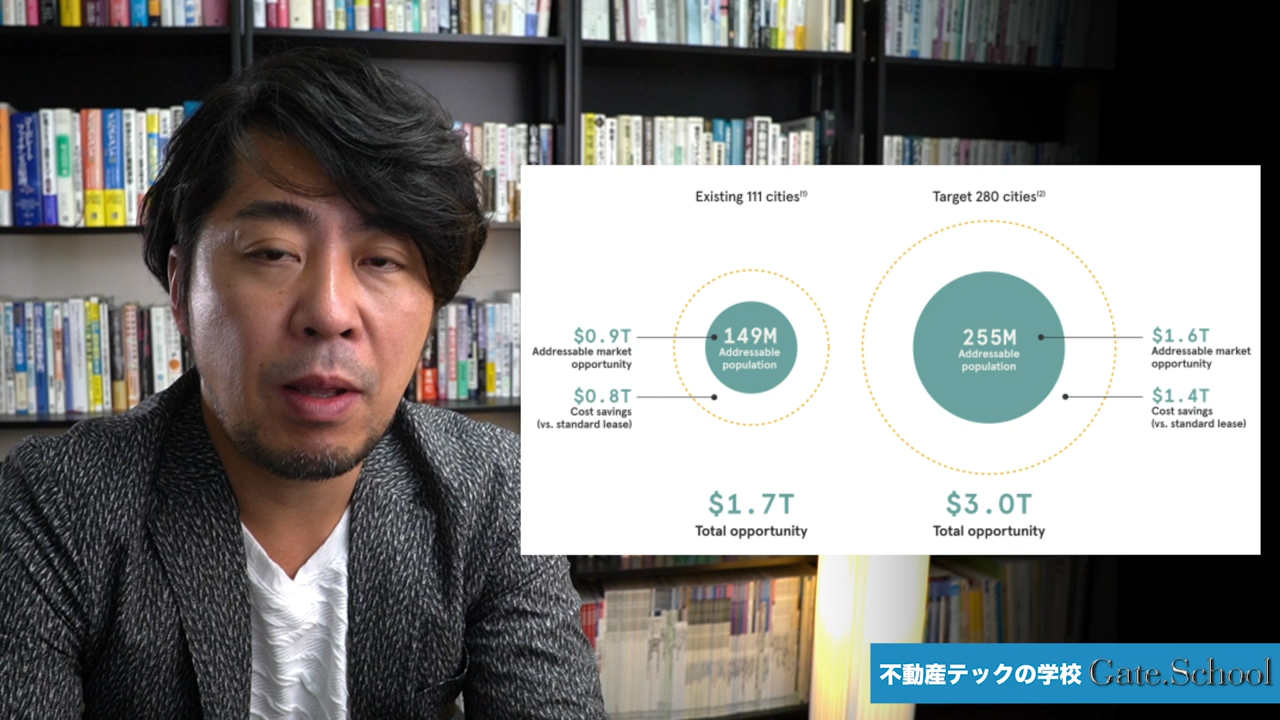 Existing 111 cities(1)
Target 280 cities(2)
$0.9T
Addressable market
opportunity
$0.8T
Cost savings
(vs. standard lease)
149M
Addressable
population
255M
Addressable
population
$1.6T
Addressable market
opportunity
$1.4T
Cost savings
(vs. standard lease)
$1.7T
Total opportunity
$3.0T
Total opportunity
不動産テックの学校 Gate.School